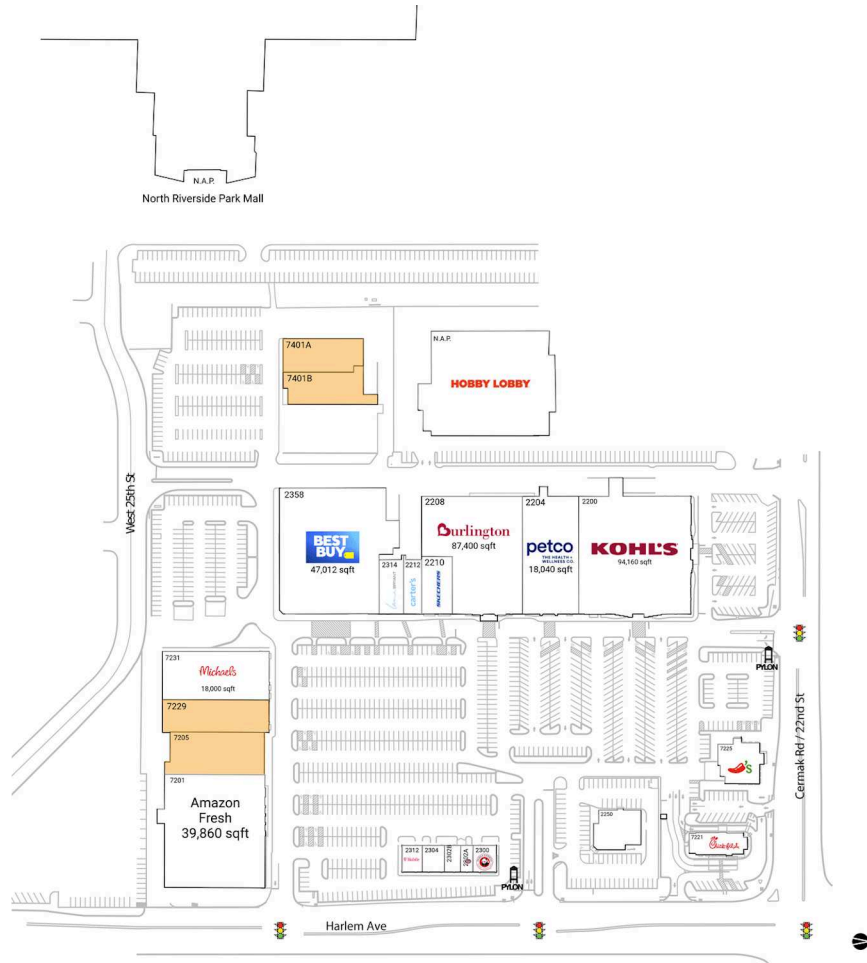 N.A.P.
North Riverside Park Mall
7401A
7401B
N.A.P.
HOBBY LOBBY
West 25th St
2358
BEST
BUY
47,012 sqft
2314
2212
carter's
2210
SKECHERS
2208
Burlington
87,400 sqft
2204
petco
THE HEALTH +
WELLNESS CO.
18,040 sqft
2200
KOHL'S
94,160 sqft
PYLON
Cermak Rd / 22nd St
7231
Michaels
18,000 sqft
7229
7205
7201
Amazon
Fresh
39,860 sqft
7225
'S
2250
7221
Chick-fil-A
2312
2304
2302B
2302A
2300
PYLON
Harlem Ave